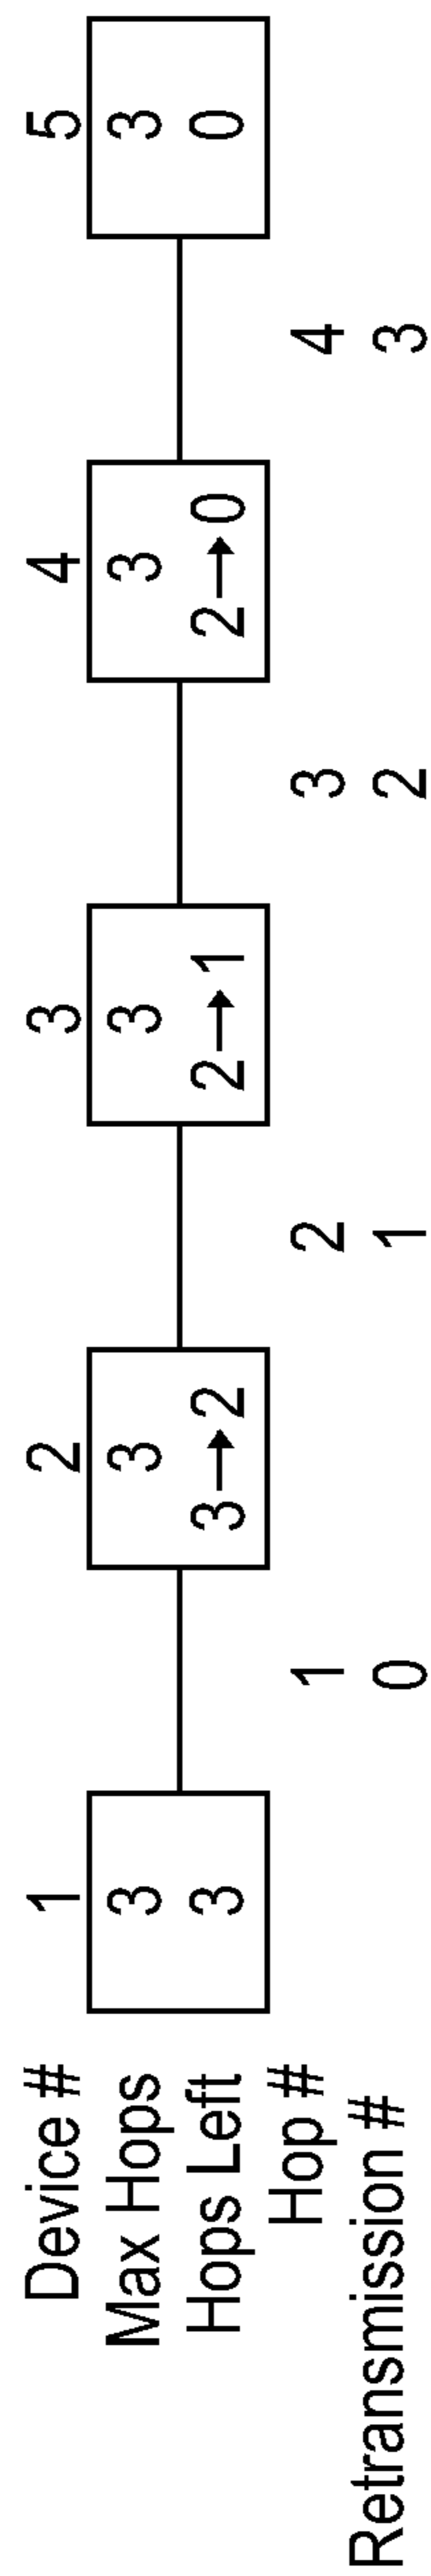 Device # 1 2 3 4 5
Max Hops 3 3 3 3 3
Hops Left 3 3→2 2→1 2→0 0
Hop # 1 2 3 4
Retransmission # 0 1 2 3